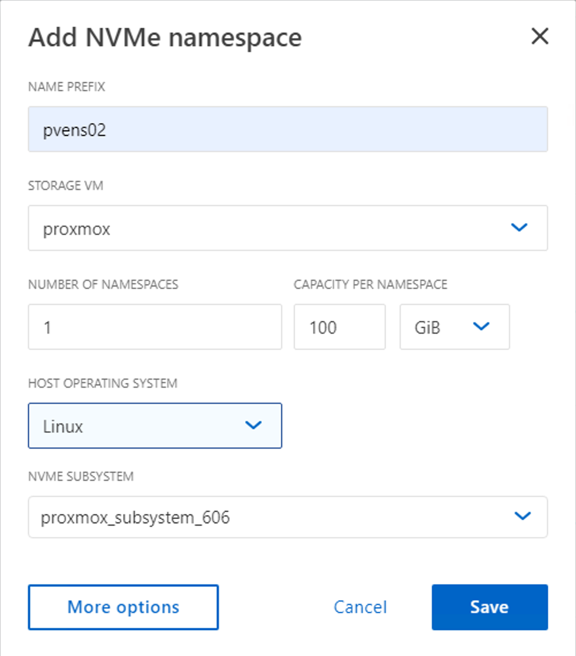 Add NVMe namespace
NAME PREFIX
pvens02
STORAGE VM
proxmox
NUMBER OF NAMESPACES CAPACITY PER NAMESPACE
1 100 GiB
HOST OPERATING SYSTEM
Linux
NVME SUBSYSTEM
proxmox_subsystem_606
More options Cancel Save